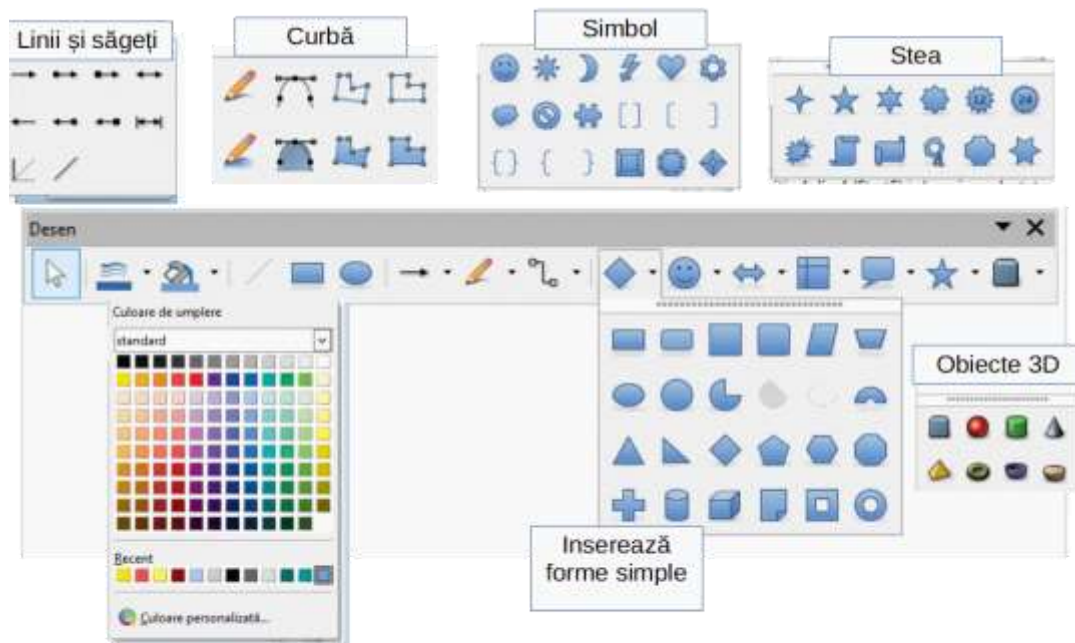 Linii și săgeți
Curbă
Simbol
Stea
Desen
Culoare de umplere
standard
Obiecte 3D
Recent
Culoare personalizată...
Inserează
forme simple